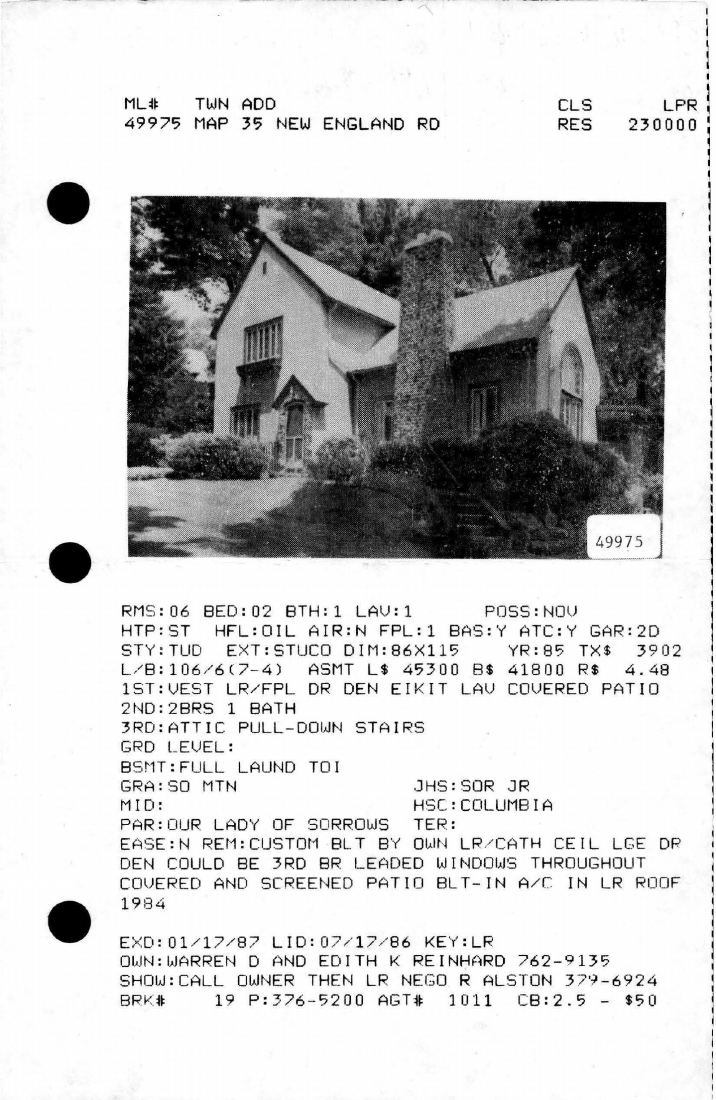 ML#   TWN ADD   CLS   LPR
49975 MAP 35 NEW ENGLAND RD   RES   230000
49975
RMS:06 BED:02 BTH:1 LAV:1   POSS:NOV
HTP:ST  HFL:OIL AIR:N FPL:1 BAS:Y ATC:Y GAR:2D
STY:TUD  EXT:STUCO DIM:86X115   YR:85 TX$  3902
L/B:106/6(7-4)  ASMT L$ 45300 B$ 41800 R$  4.48
1ST:VEST LR/FPL DR DEN EIKIT LAV COVERED PATIO
2ND:2BRS 1 BATH
3RD:ATTIC PULL-DOWN STAIRS
GRD LEVEL:
BSMT:FULL LAUND TOI
GRA:SO MTN   JHS:SOR JR
MID:   HSC:COLUMBIA
PAR:OUR LADY OF SORROWS  TER:
EASE:N REM:CUSTOM BLT BY OWN LR/CATH CEIL LGE DR
DEN COULD BE 3RD BR LEADED WINDOWS THROUGHOUT
COVERED AND SCREENED PATIO BLT-IN A/C IN LR ROOF
1984
EXD:01/17/87 LID:07/17/86 KEY:LR
OWN:WARREN D AND EDITH K REINHARD 762-9135
SHOW:CALL OWNER THEN LR NEGO R ALSTON 379-6924
BRK#    19 P:376-5200 AGT#  1011  CB:2.5 - $50